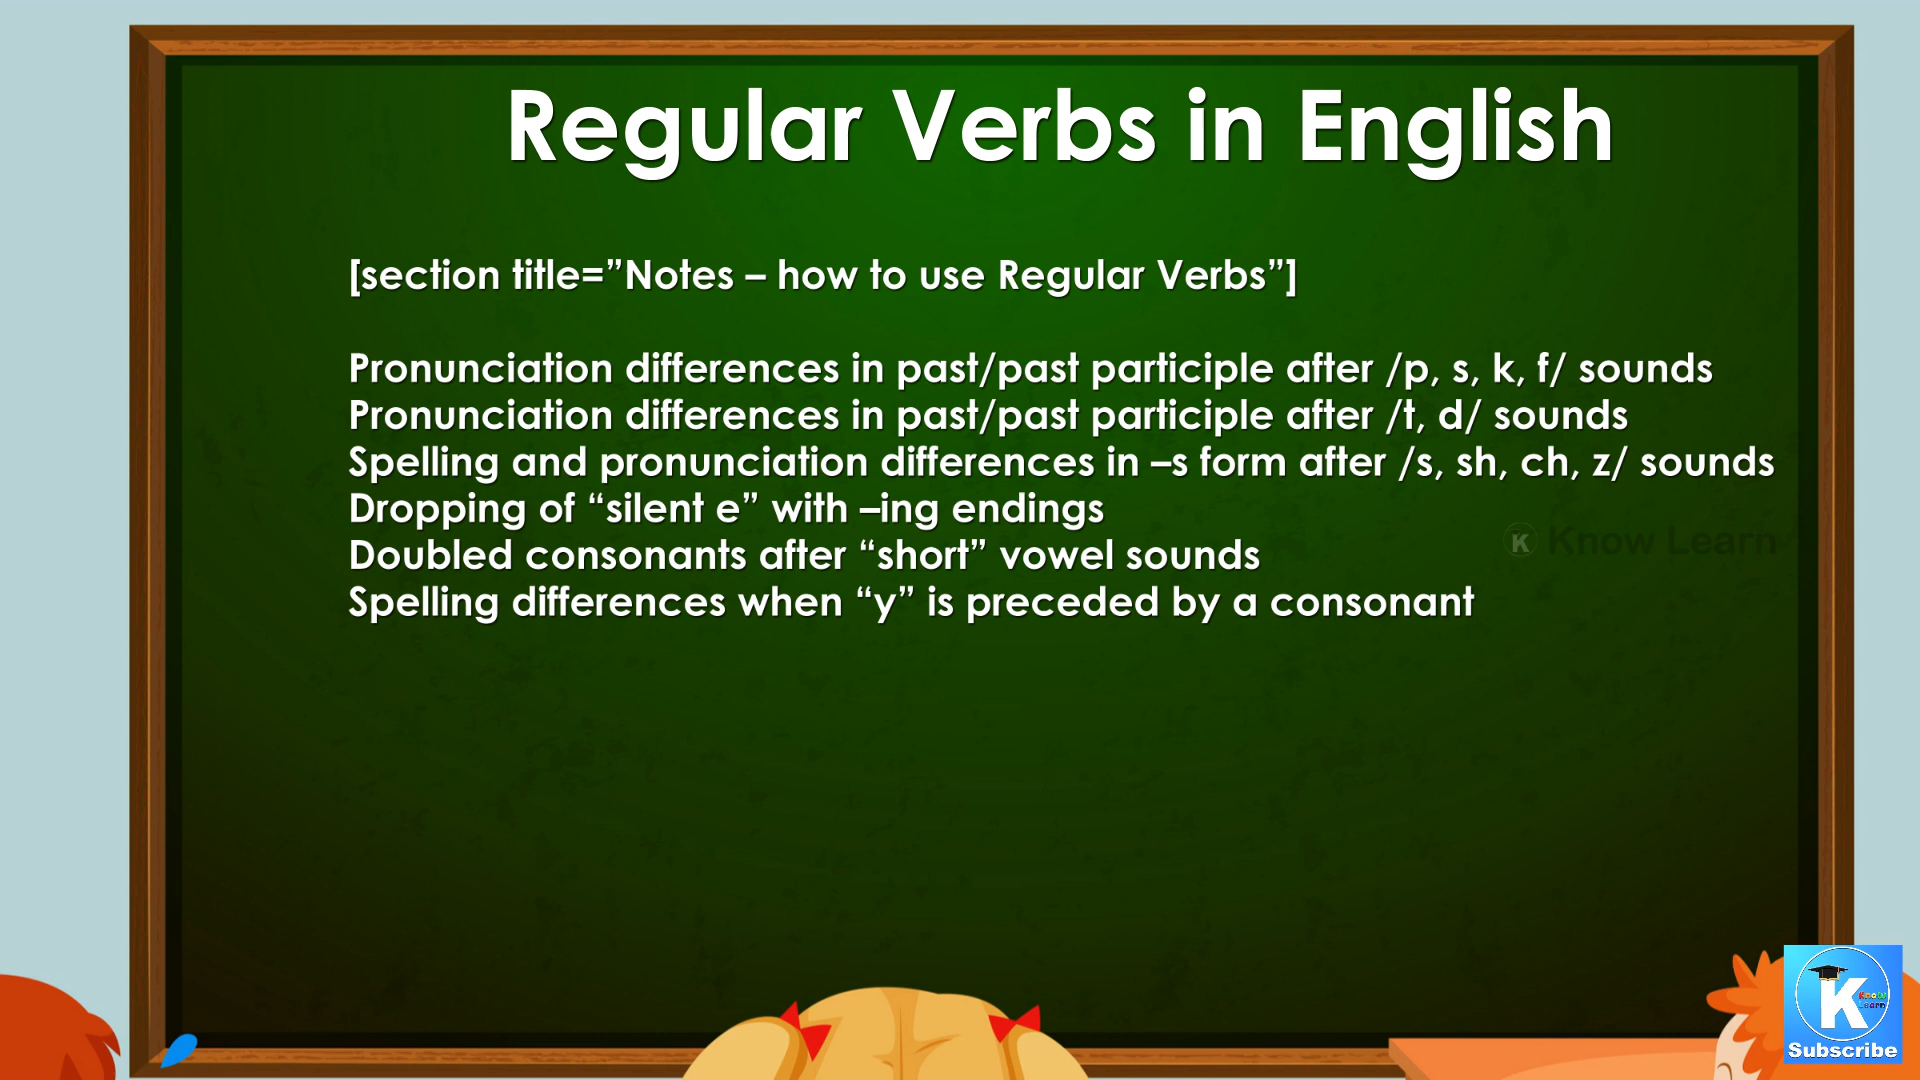 Regular Verbs in English
[section title=”Notes – how to use Regular Verbs”]
Pronunciation differences in past/past participle after /p, s, k, f/ sounds
Pronunciation differences in past/past participle after /t, d/ sounds
Spelling and pronunciation differences in –s form after /s, sh, ch, z/ sounds
Dropping of “silent e” with –ing endings
Doubled consonants after “short” vowel sounds
Spelling differences when “y” is preceded by a consonant
K Know Learn
K Know Learn
Subscribe